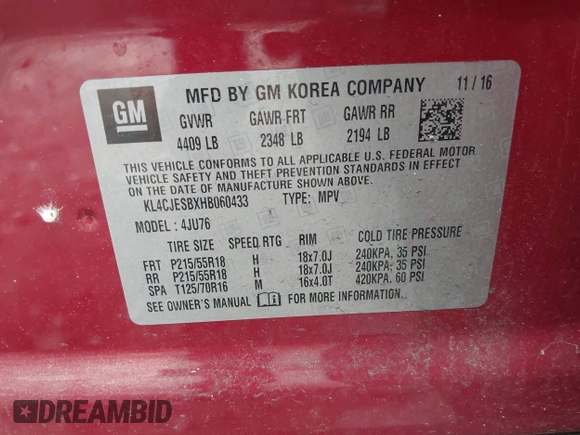 GM
MFD BY GM KOREA COMPANY 11/16
GVWR GAWR FRT GAWR RR
4409 LB 2348 LB 2194 LB
THIS VEHICLE CONFORMS TO ALL APPLICABLE U.S. FEDERAL MOTOR
VEHICLE SAFETY AND THEFT PREVENTION STANDARDS IN EFFECT
ON THE DATE OF MANUFACTURE SHOWN ABOVE.
KL4CJESBXHB060433 TYPE: MPV
MODEL: 4JU76
TIRE SIZE SPEED RTG RIM COLD TIRE PRESSURE
FRT P215/55R18 H 18x7.0J 240KPA, 35 PSI
RR P215/55R18 H 18x7.0J 240KPA, 35 PSI
SPA T125/70R16 M 16x4.0T 420KPA, 60 PSI
SEE OWNER'S MANUAL FOR MORE INFORMATION.
DREAMBID